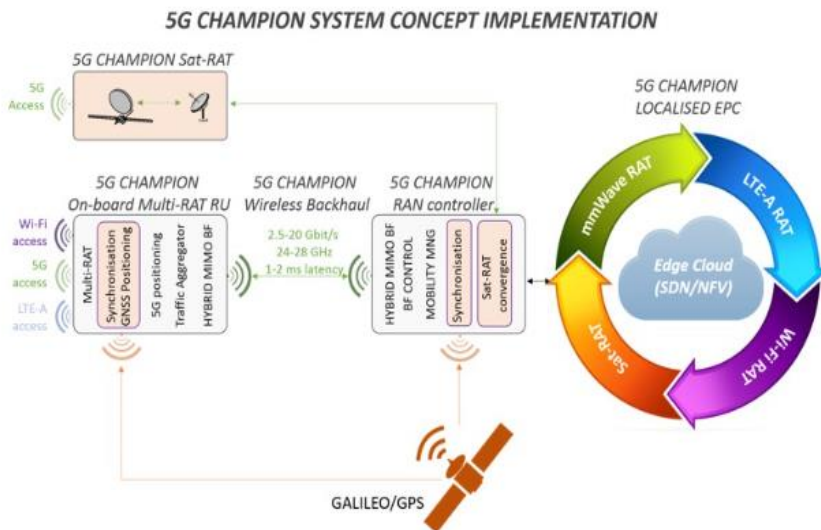 5G CHAMPION SYSTEM CONCEPT IMPLEMENTATION
5G CHAMPION Sat-RAT
5G
Access
5G CHAMPION
On-board Multi-RAT RU
Wi-Fi
access
5G
access
LTE-A
access
Multi-RAT
Synchronisation
GNSS Positioning
5G positioning
Traffic Aggregator
HYBRID MIMO BF
5G CHAMPION
Wireless Backhaul
2.5-20 Gbit/s
24-28 GHz
1-2 ms latency
5G CHAMPION
RAN controller
HYBRID MIMO BF
BF CONTROL
MOBILITY MNG
Synchronisation
Sat-RAT
convergence
5G CHAMPION
LOCALISED EPC
mmWave RAT
LTE-A RAT
Wi-Fi RAT
Sat-RAT
Edge Cloud
(SDN/NFV)
GALILEO/GPS